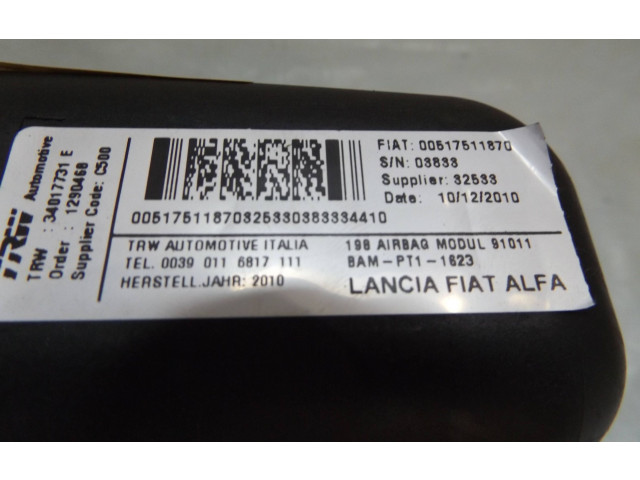 TRW Automotive
TRW : 34017731 E
Order : 1290468
Supplier Code: C500
FIAT: 00517511870
S/N: 03833
Supplier: 32533
Date: 10/12/2010
005175118703253303833344​10
TRW AUTOMOTIVE ITALIA
TEL. 0039 011 6817 111
HERSTELL.JAHR: 2010
198 AIRBAG MODUL 91011
BAM-PT1-1623
LANCIA FIAT ALFA